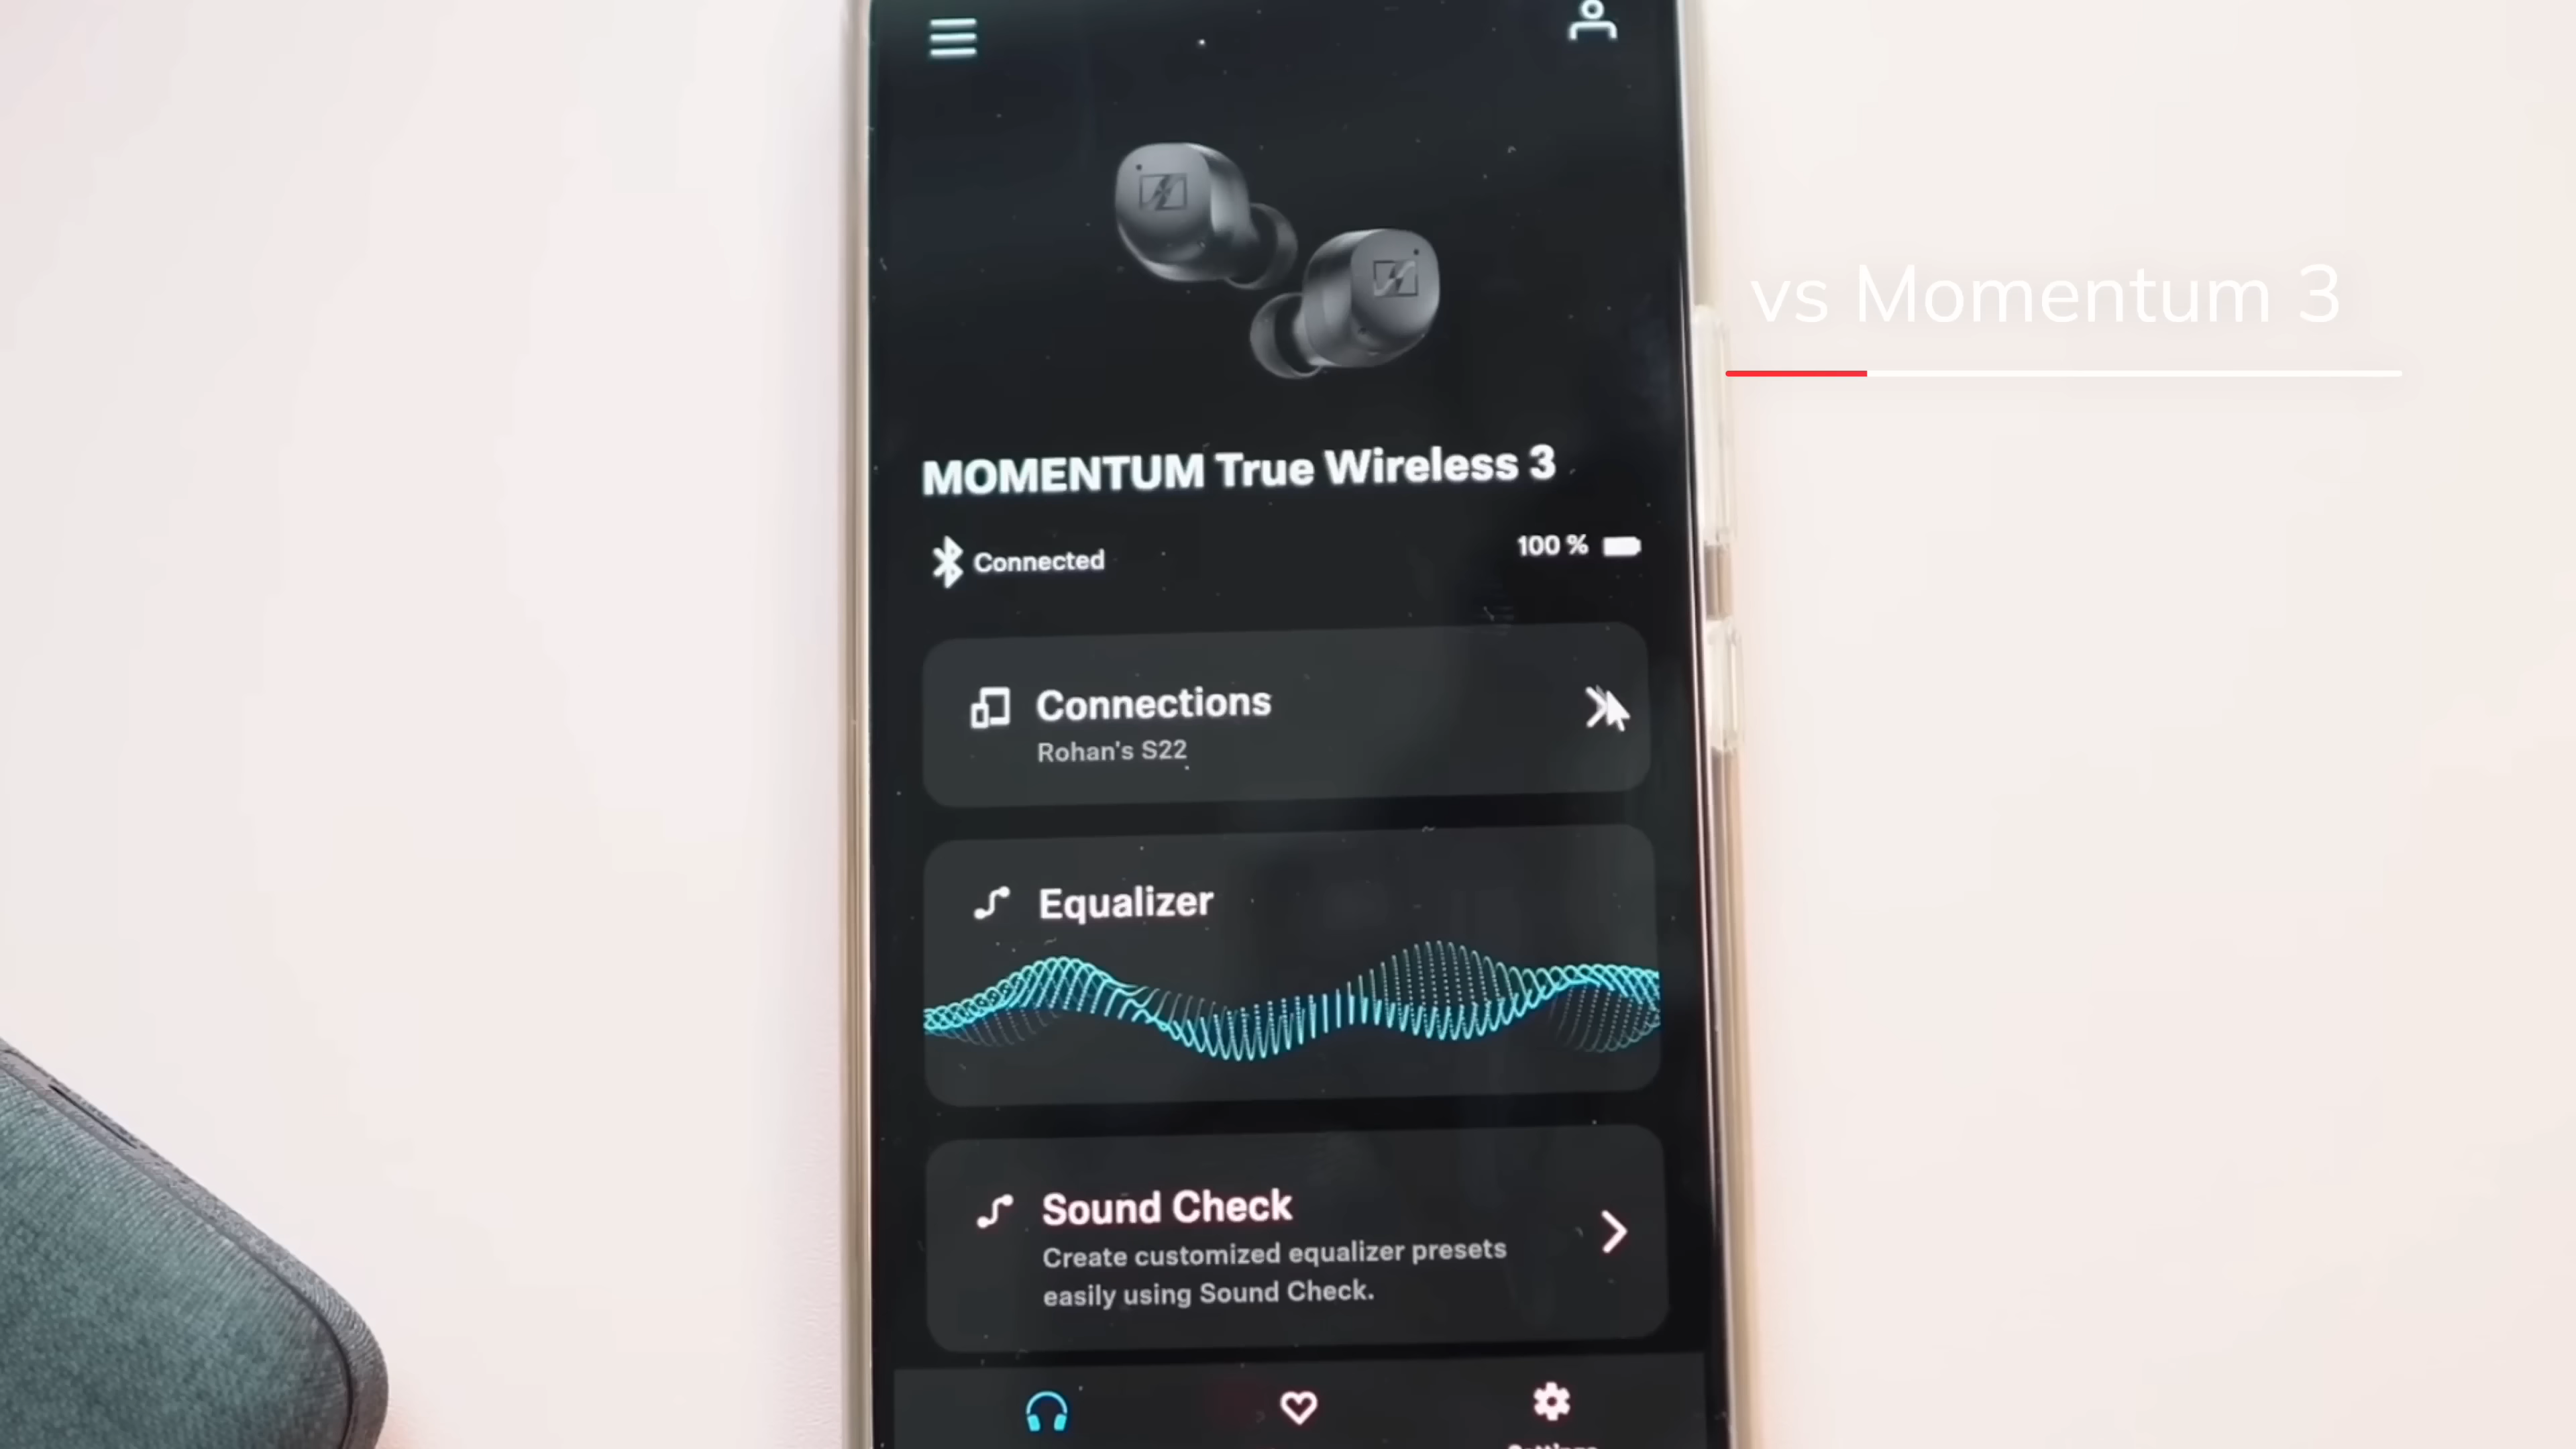 vs Momentum 3
MOMENTUM True Wireless 3
Connected
100 %
Connections
Rohan's S22
Equalizer
Sound Check
Create customized equalizer presets
easily using Sound Check.